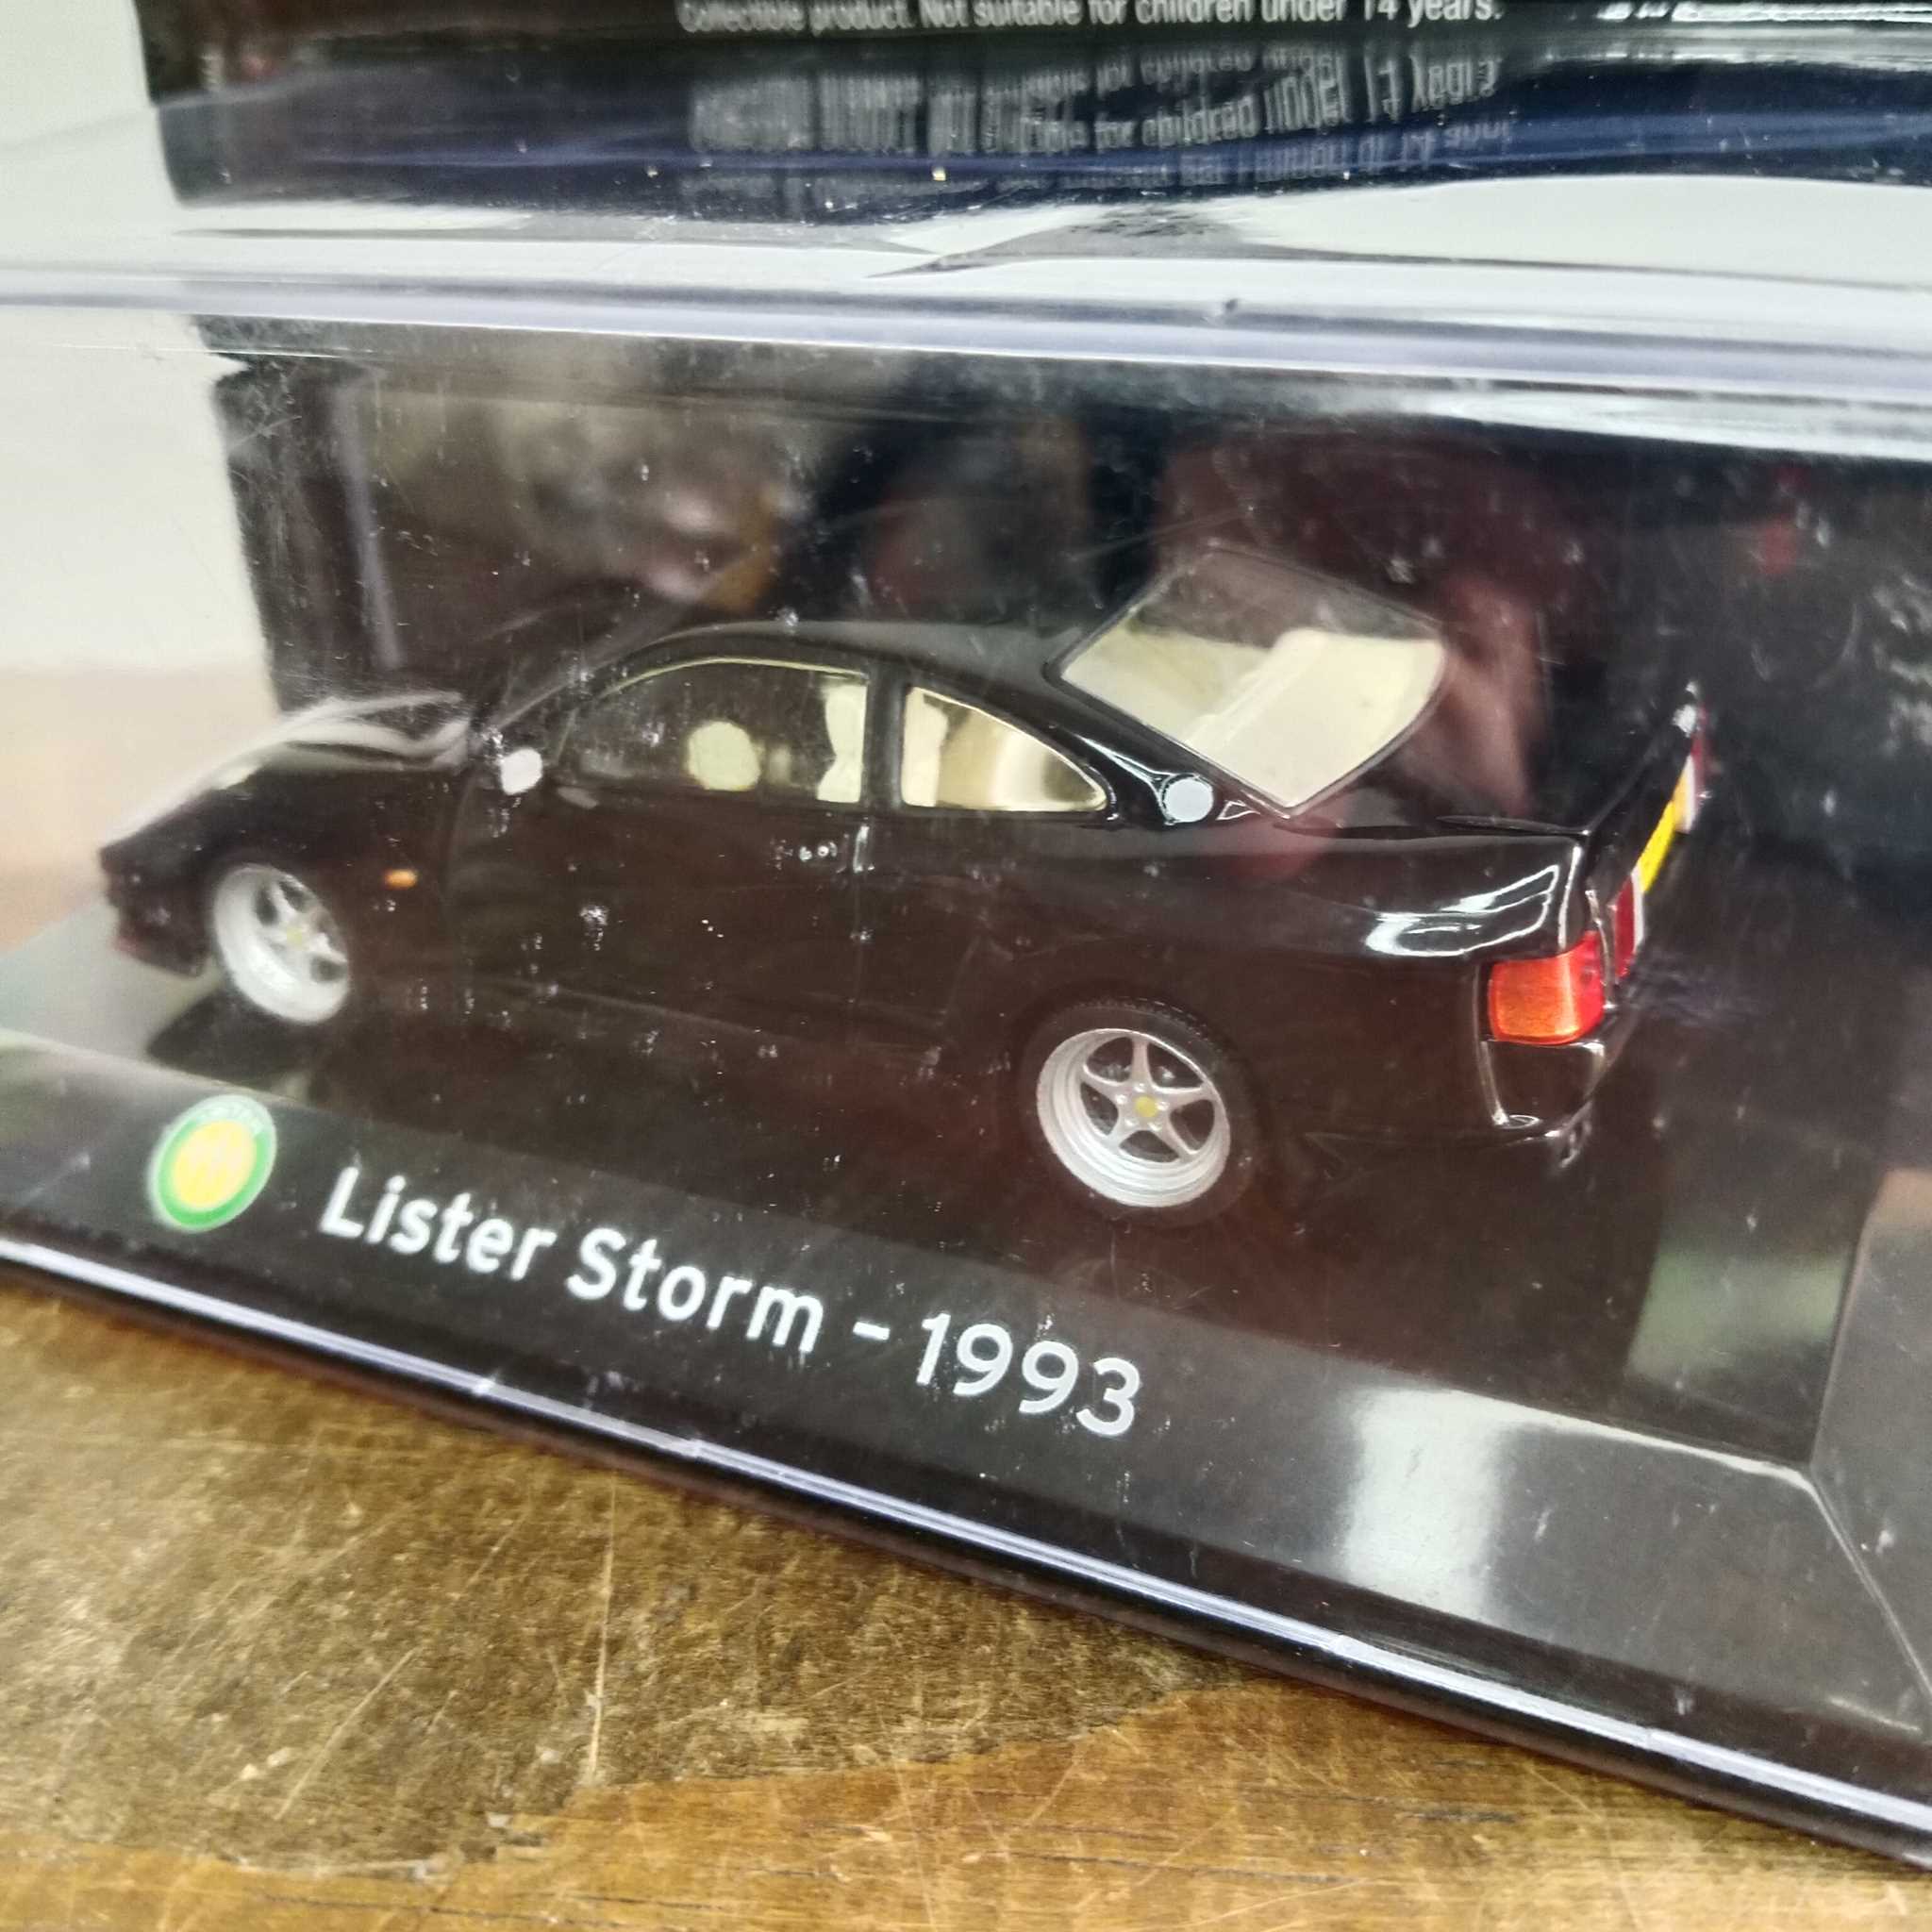 Collectible product. Not suitable for children under 14 years.
Lister Storm - 1993